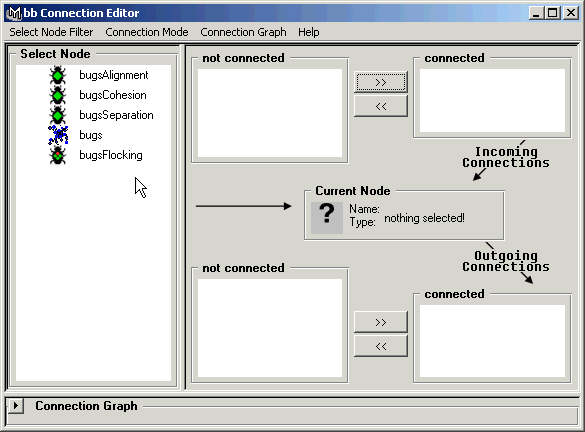 bb Connection Editor
Select Node Filter Connection Mode Connection Graph Help
Select Node
bugsAlignment
bugsCohesion
bugsSeparation
bugs
bugsFlocking
not connected
>>
<<
connected
Incoming
Connections
Current Node
?
Name:
Type:
nothing selected!
Outgoing
Connections
not connected
>>
<<
connected
Connection Graph